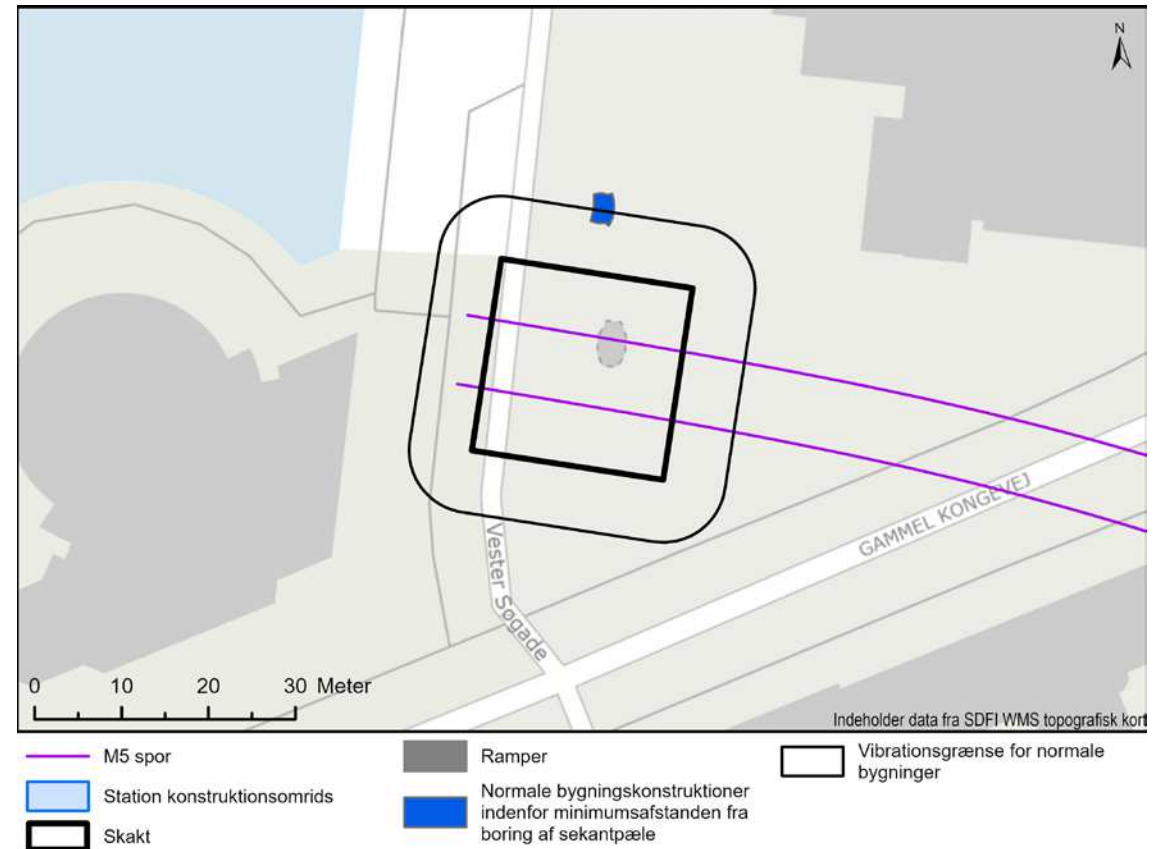 N
GAMMEL KONGEVEJ
Vester Søgade
0 10 20 30 Meter
Indeholder data fra SDFI WMS topografisk kort
M5 spor
Station konstruktionsomrids
Skakt
Ramper
Normale bygningskonstruktioner
indenfor minimumsafstanden fra
boring af sekantpæle
Vibrationsgrænse for normale
bygninger